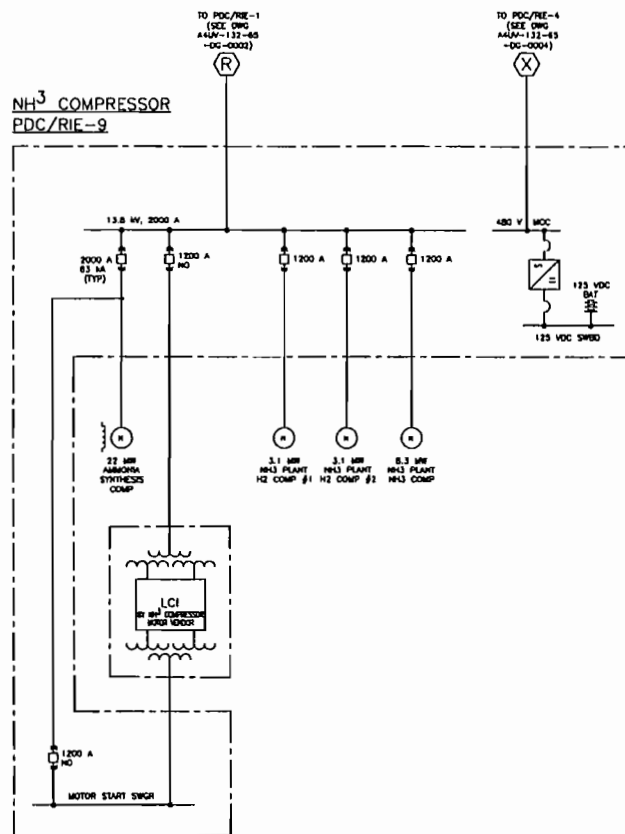 TO PDC/RIE-1
(SEE DWG
A4UV-132-65
-DG-0002)
R
TO PDC/RIE-4
(SEE DWG
A4UV-132-65
-DG-0004)
X
NH3 COMPRESSOR
PDC/RIE-9
13.8 kV, 2000 A
480 V MCC
2000 A
63 kA
(TYP)
1200 A
NO
1200 A
1200 A
1200 A
125 VDC
BAT
125 VDC SWBD
M
22 MW
AMMONIA
SYNTHESIS
COMP
M
3.1 MW
NH3 PLANT
H2 COMP #1
M
3.1 MW
NH3 PLANT
H2 COMP #2
M
MW
NH3 PLANT
NH3 COMP
LCI
BY NH3 COMPRESSOR
MOTOR VENDOR
1200 A
NO
MOTOR START SWGR